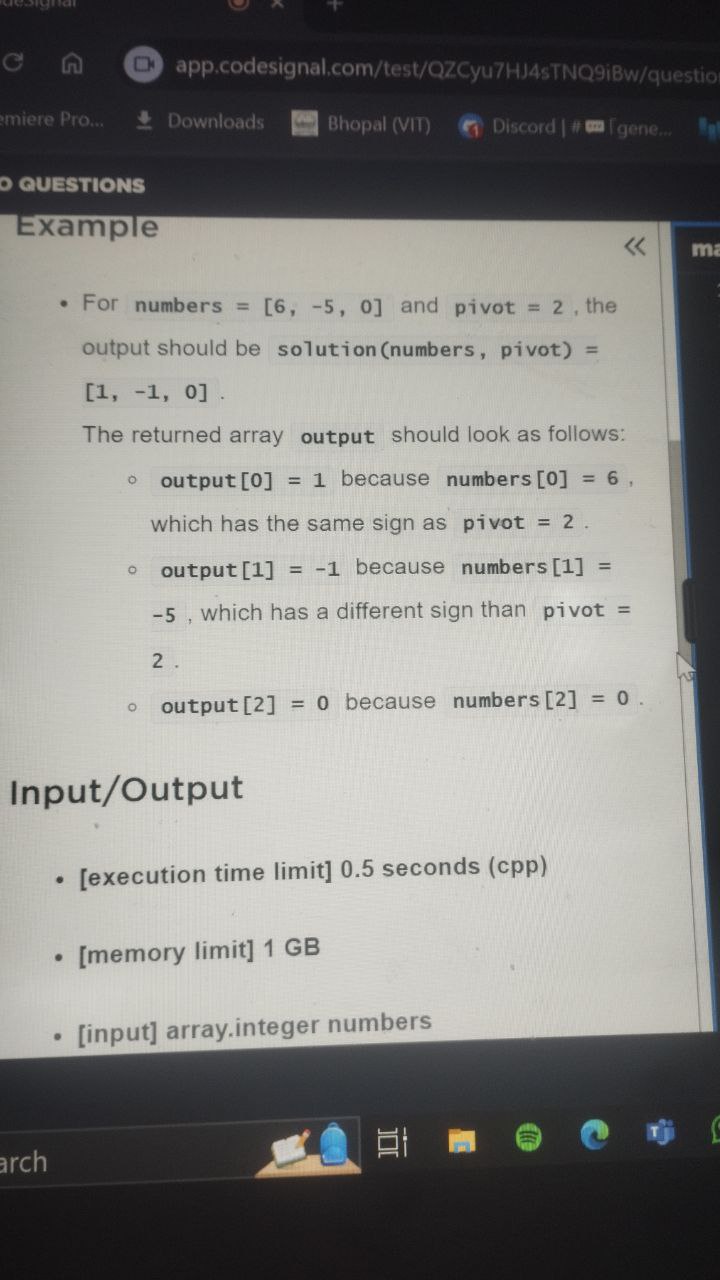 app.codesignal.com/test/QZCyu7HJ4sTNQ9iBw/questio
emiere Pro... Downloads Bhopal (VIT) Discord | # gene...
O QUESTIONS
Example
ma
• For numbers = [6, -5, 0] and pivot = 2 , the
output should be solution(numbers, pivot) =
[1, -1, 0] .
The returned array output should look as follows:
output[0] = 1 because numbers[0] = 6 ,
which has the same sign as pivot = 2 .
output[1] = -1 because numbers[1] =
-5 , which has a different sign than pivot =
2 .
output[2] = 0 because numbers[2] = 0 .
Input/Output
• [execution time limit] 0.5 seconds (cpp)
• [memory limit] 1 GB
• [input] array.integer numbers
arch